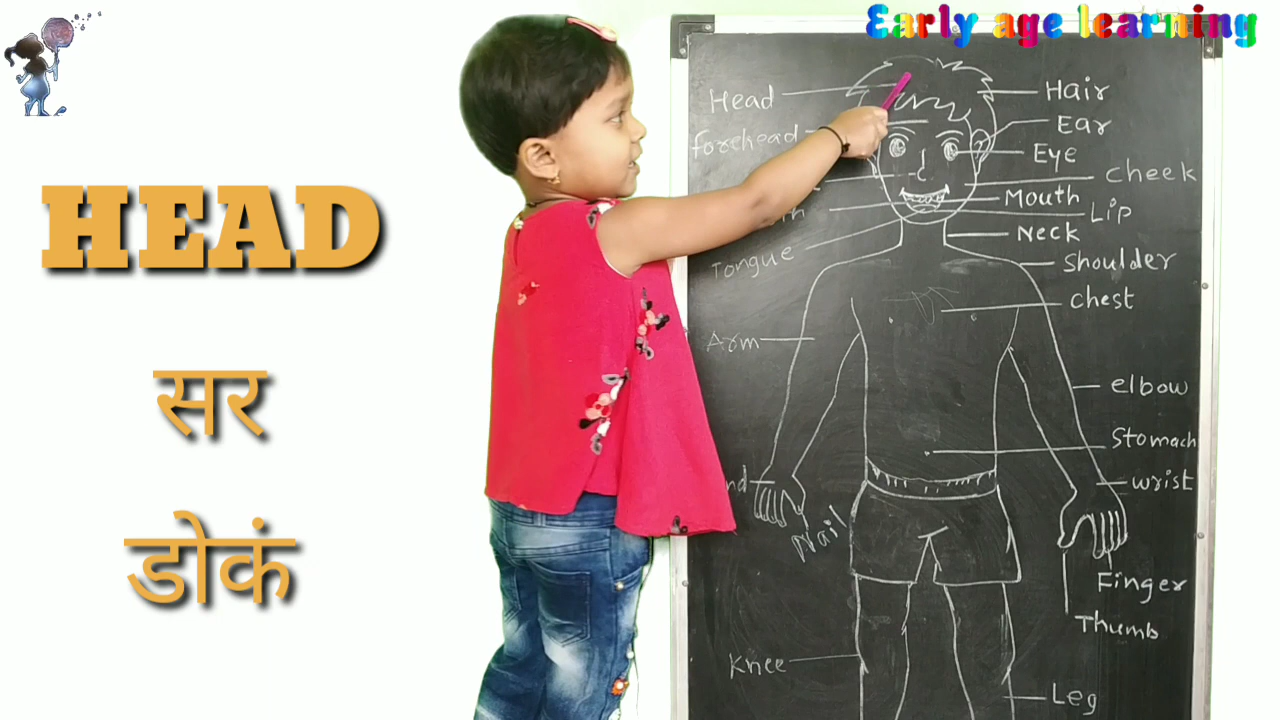 Early age learning
HEAD
सर
डोकं
Head
forehead
Tongue
Arm
Nail
Knee
Hair
Ear
Eye
cheek
Mouth
Lip
Neck
Shoulder
chest
elbow
Stomach
wrist
Finger
Thumb
Leg